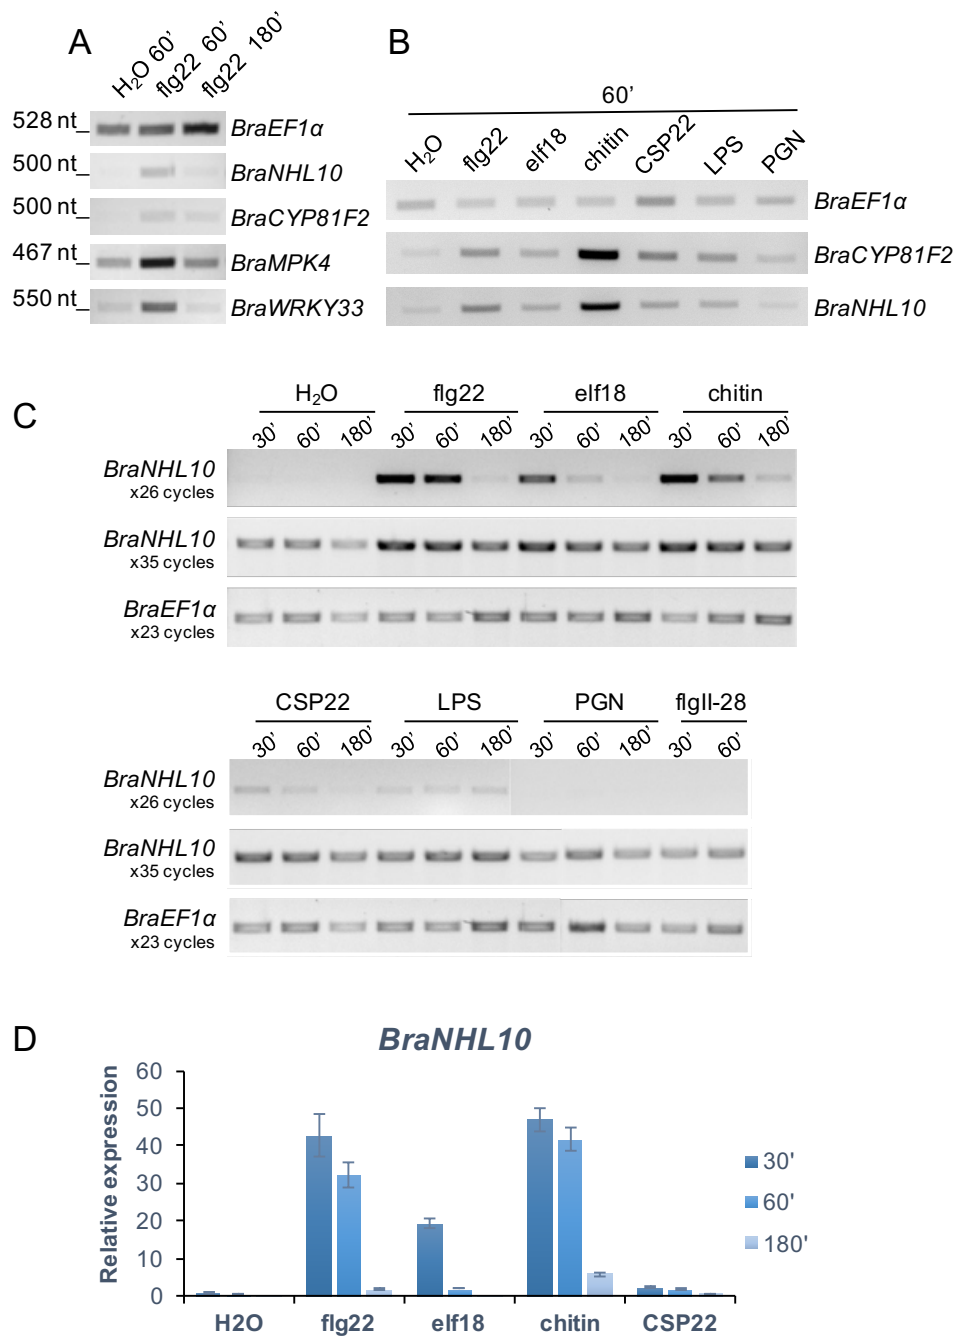 A
B
H₂O 60'
flg22 60'
flg22 180'
528 nt_
BraEF1α
500 nt_
BraNHL10
500 nt_
BraCYP81F2
467 nt_
BraMPK4
550 nt_
BraWRKY33
60'
H₂O
flg22
elf18
chitin
CSP22
LPS
PGN
BraEF1α
BraCYP81F2
BraNHL10
C
H₂O flg22 elf18 chitin
30' 60' 180' 30' 60' 180' 30' 60' 180' 30' 60' 180'
BraNHL10
x26 cycles
BraNHL10
x35 cycles
BraEF1α
x23 cycles
CSP22 LPS PGN flgII-28
30' 60' 180' 30' 60' 180' 30' 60' 180' 30' 60'
BraNHL10
x26 cycles
BraNHL10
x35 cycles
BraEF1α
x23 cycles
D
BraNHL10
Relative expression
60
50
40
30
20
10
0
H2O flg22 elf18 chitin CSP22
30'
60'
180'